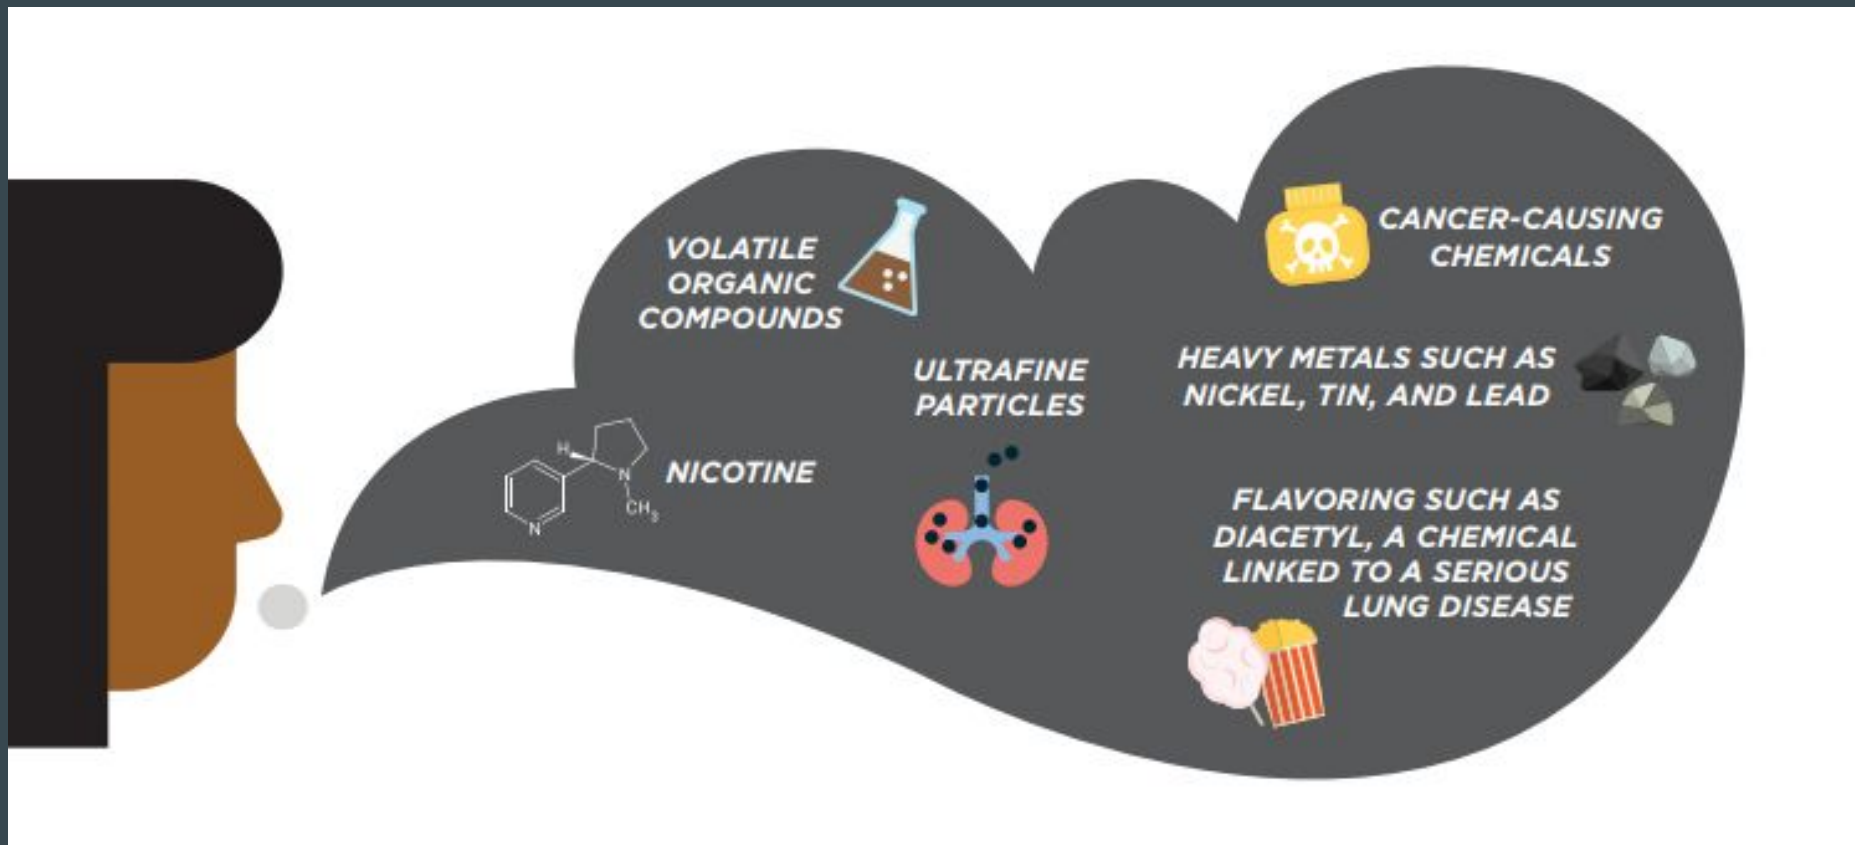 VOLATILE
ORGANIC
COMPOUNDS
ULTRAFINE
PARTICLES
H
N
CH3
N
NICOTINE
CANCER-CAUSING
CHEMICALS
HEAVY METALS SUCH AS
NICKEL, TIN, AND LEAD
FLAVORING SUCH AS
DIACETYL, A CHEMICAL
LINKED TO A SERIOUS
LUNG DISEASE